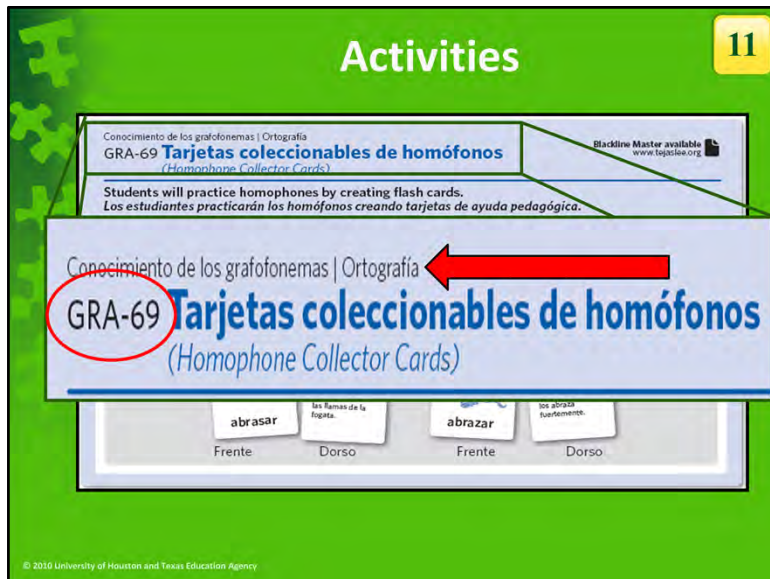 Activities
11
Conocimiento de los grafofonemas | Ortografía
GRA-69 Tarjetas coleccionables de homófonos
(Homophone Collector Cards)
Blackline Master available
www.tejaslee.org
Students will practice homophones by creating flash cards.
Los estudiantes practicarán los homófonos creando tarjetas de ayuda pedagógica.
Conocimiento de los grafofonemas | Ortografía
GRA-69 Tarjetas coleccionables de homófonos
(Homophone Collector Cards)
abrasar
las llamas de la
fogata.
abrazar
los abraza
fuertemente.
Frente
Dorso
Frente
Dorso
© 2010 University of Houston and Texas Education Agency